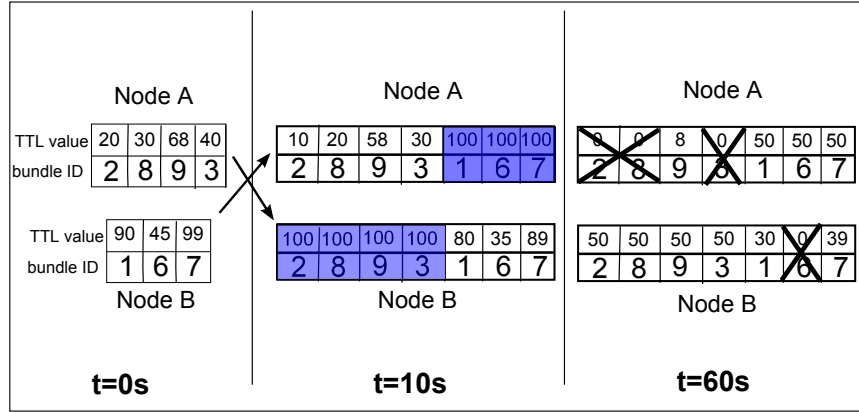 Node A
TTL value 20 30 68 40
bundle ID 2 8 9 3
TTL value 90 45 99
bundle ID 1 6 7
Node B
t=0s
Node A
10 20 58 30 100 100 100
2 8 9 3 1 6 7
100 100 100 100 80 35 89
2 8 9 3 1 6 7
Node B
t=10s
Node A
0 0 8 0 50 50 50
2 8 9 3 1 6 7
50 50 50 50 30 0 39
2 8 9 3 1 6 7
Node B
t=60s